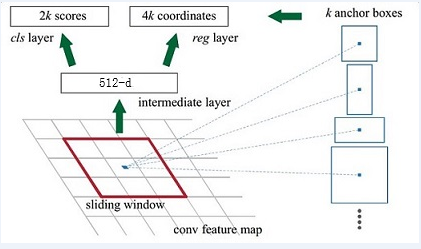 2k scores
4k coordinates
k anchor boxes
cls layer
reg layer
512-d
intermediate layer
sliding window
conv feature map